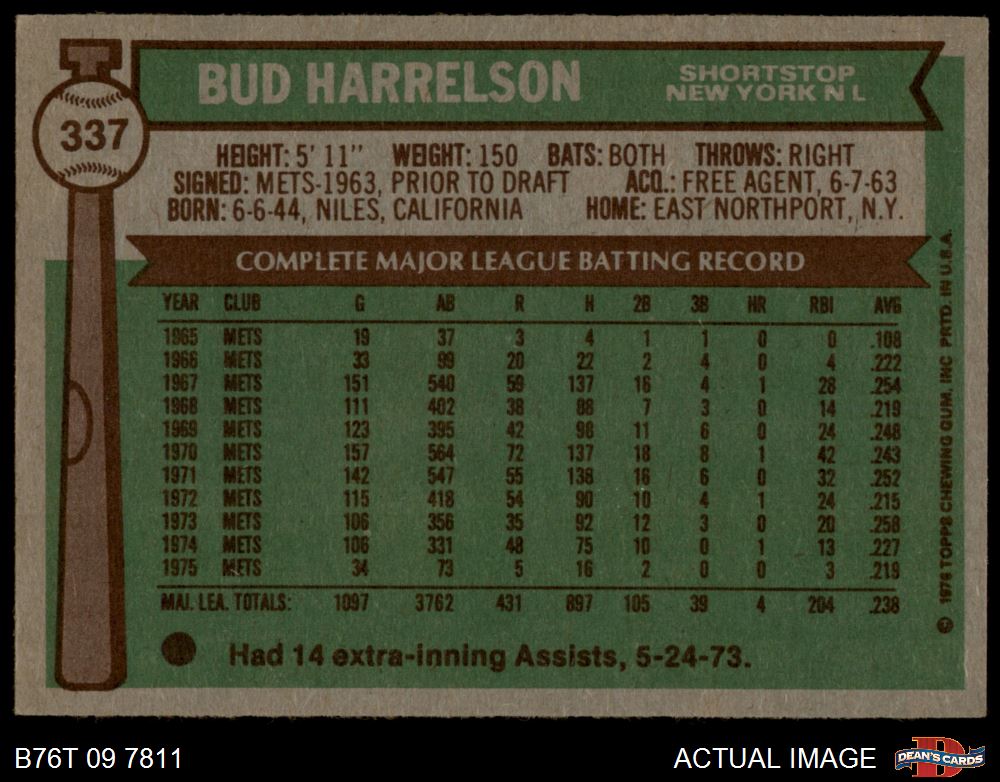 BUD HARRELSON
SHORTSTOP
NEW YORK N L
337
HEIGHT: 5' 11" WEIGHT: 150 BATS: BOTH THROWS: RIGHT
SIGNED: METS-1963, PRIOR TO DRAFT ACQ.: FREE AGENT, 6-7-63
BORN: 6-6-44, NILES, CALIFORNIA HOME: EAST NORTHPORT, N.Y.
COMPLETE MAJOR LEAGUE BATTING RECORD
YEAR CLUB G AB R H 2B 3B HR RBI AVG
1965 METS 19 37 3 4 1 1 0 0 .108
1966 METS 33 99 20 22 2 4 0 4 .222
1967 METS 151 540 59 137 16 4 1 28 .254
1968 METS 111 402 38 88 7 3 0 14 .219
1969 METS 123 395 42 98 11 6 0 24 .248
1970 METS 157 564 72 137 18 8 1 42 .243
1971 METS 142 547 55 138 16 6 0 32 .252
1972 METS 115 418 54 90 10 4 1 24 .215
1973 METS 106 356 35 92 12 3 0 20 .258
1974 METS 106 331 48 75 10 0 1 13 .227
1975 METS 34 73 5 16 2 0 0 3 .219
MAJ. LEA. TOTALS: 1097 3762 431 897 105 39 4 204 .238
Had 14 extra-inning Assists, 5-24-73.
© 1976 TOPPS CHEWING GUM, INC PRTD. IN U.S.A.
B76T 09 7811
ACTUAL IMAGE
DEAN'S CARDS